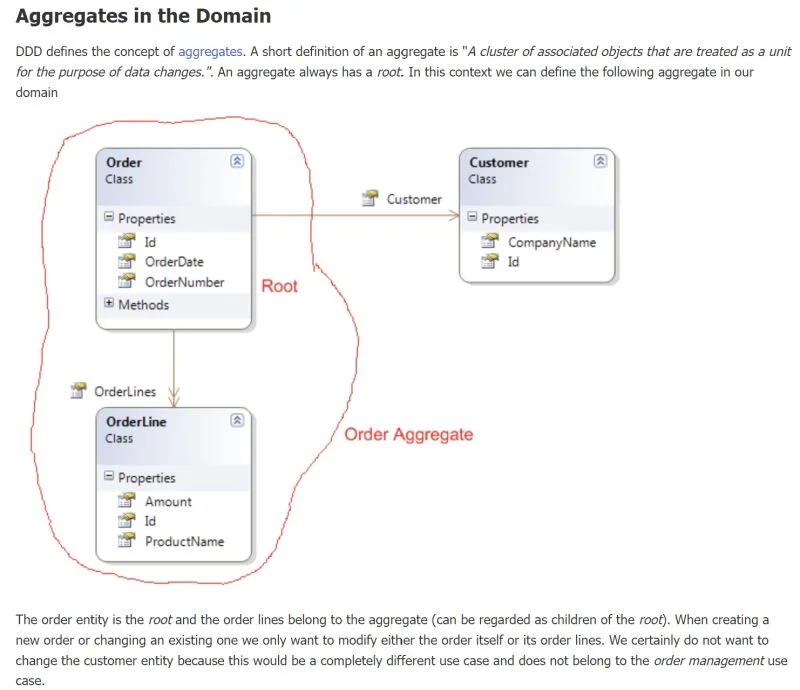 Aggregates in the Domain
DDD defines the concept of aggregates. A short definition of an aggregate is "A cluster of associated objects that are treated as a unit
for the purpose of data changes.". An aggregate always has a root. In this context we can define the following aggregate in our
domain
Order
Class
Properties
Id
OrderDate
OrderNumber
Methods
Customer
Customer
Class
Properties
CompanyName
Id
Root
OrderLines
OrderLine
Class
Properties
Amount
Id
ProductName
Order Aggregate
The order entity is the root and the order lines belong to the aggregate (can be regarded as children of the root). When creating a
new order or changing an existing one we only want to modify either the order itself or its order lines. We certainly do not want to
change the customer entity because this would be a completely different use case and does not belong to the order management use
case.